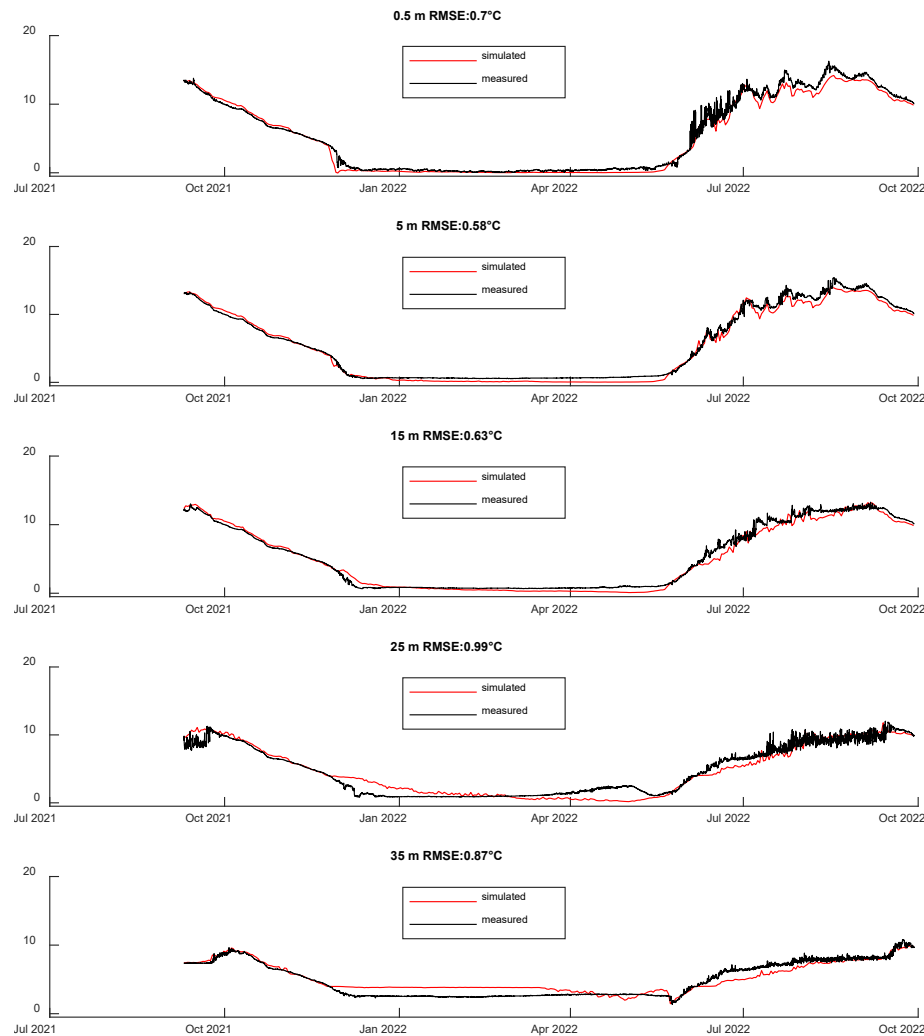 0.5 m RMSE:0.7°C
20
simulated
measured
10
0
Jul 2021 Oct 2021 Jan 2022 Apr 2022 Jul 2022 Oct 2022
5 m RMSE:0.58°C
20
simulated
measured
10
0
Jul 2021 Oct 2021 Jan 2022 Apr 2022 Jul 2022 Oct 2022
15 m RMSE:0.63°C
20
simulated
measured
10
0
Jul 2021 Oct 2021 Jan 2022 Apr 2022 Jul 2022 Oct 2022
25 m RMSE:0.99°C
20
simulated
measured
10
0
Jul 2021 Oct 2021 Jan 2022 Apr 2022 Jul 2022 Oct 2022
35 m RMSE:0.87°C
20
simulated
measured
10
0
Jul 2021 Oct 2021 Jan 2022 Apr 2022 Jul 2022 Oct 2022